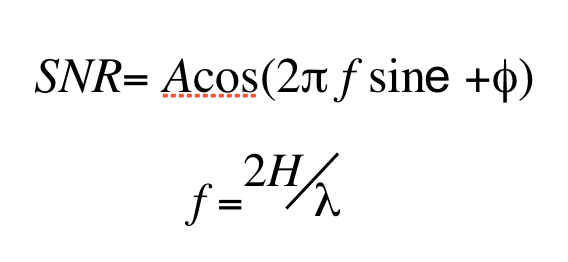 SNR= Acos(2π f sine +ϕ)
f = 2H/λ